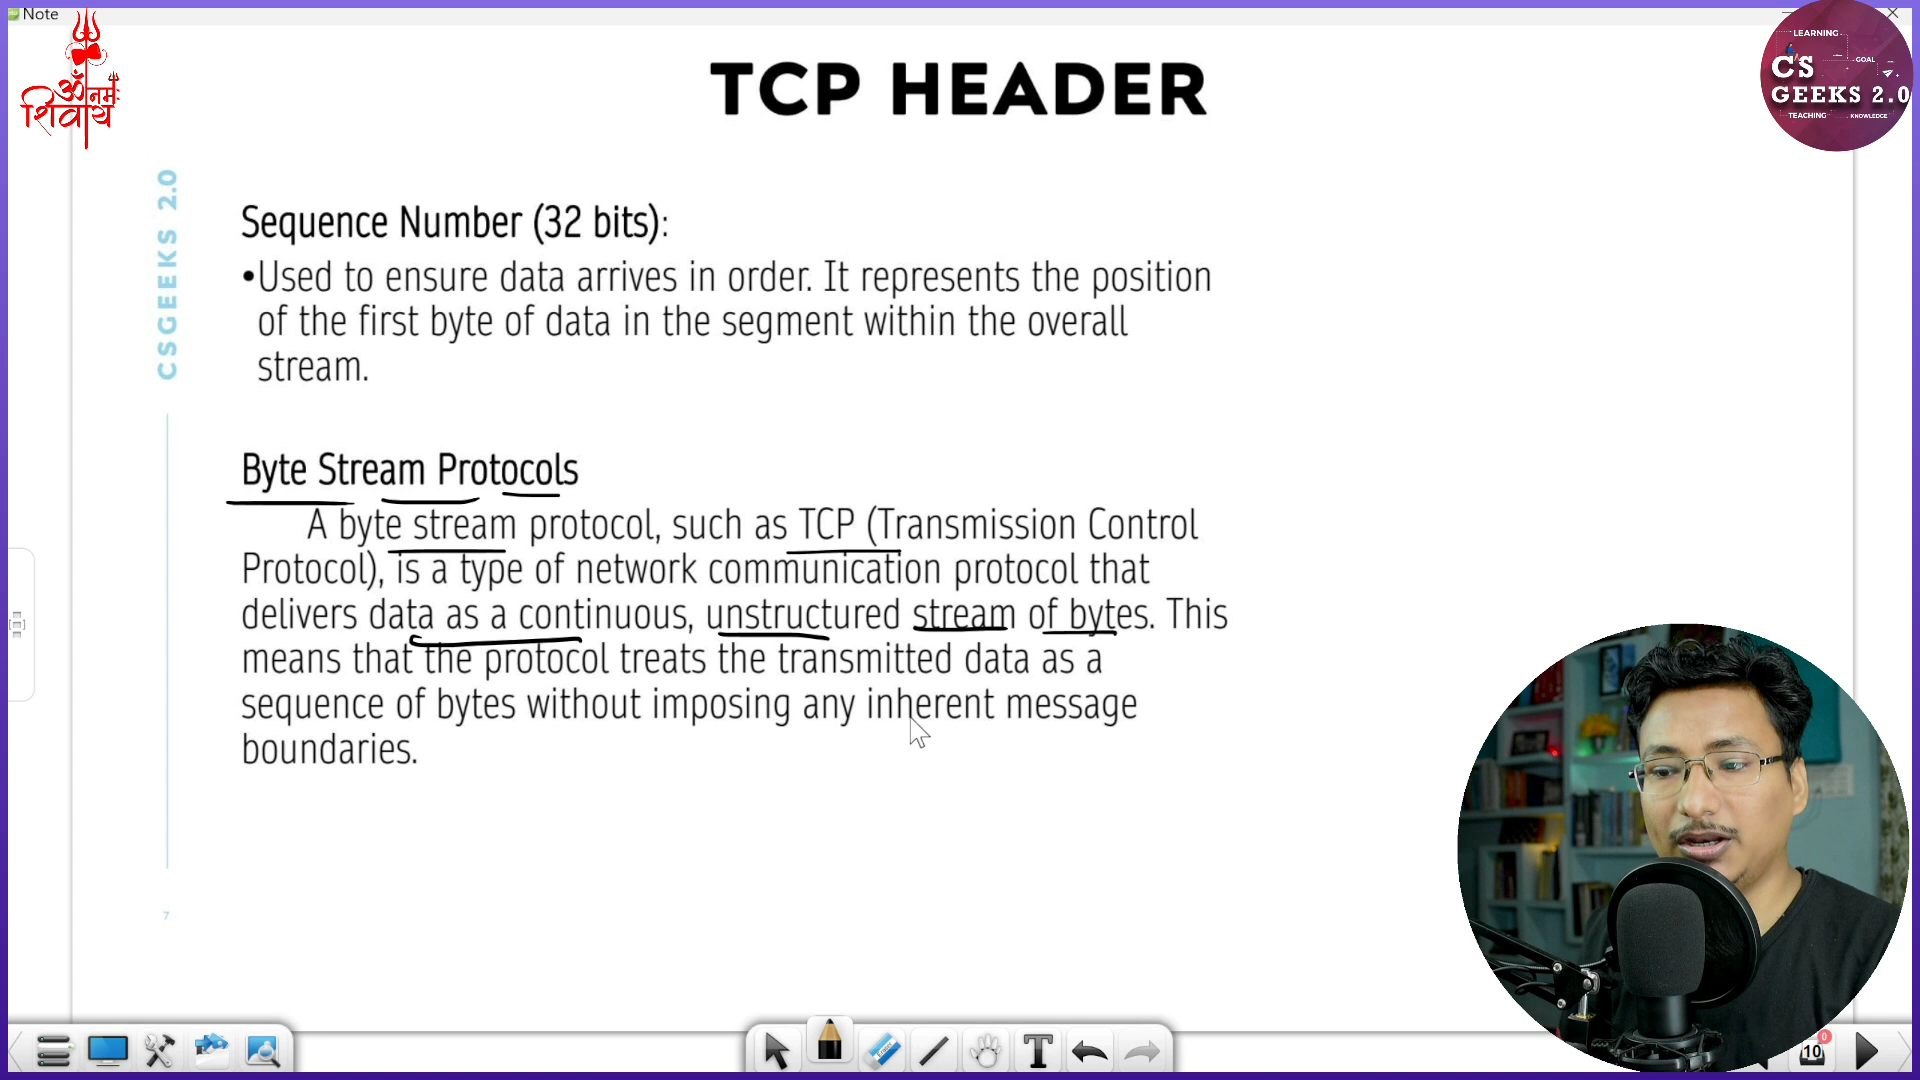 Note
ॐ नमः
शिवाय
TCP HEADER
LEARNING
GOAL
CS
GEEKS 2.0
TEACHING
KNOWLEDGE
CSGEEKS 2.0
Sequence Number (32 bits):
•Used to ensure data arrives in order. It represents the position
of the first byte of data in the segment within the overall
stream.
Byte Stream Protocols
A byte stream protocol, such as TCP (Transmission Control
Protocol), is a type of network communication protocol that
delivers data as a continuous, unstructured stream of bytes. This
means that the protocol treats the transmitted data as a
sequence of bytes without imposing any inherent message
boundaries.
7
Eraser
T
10
0